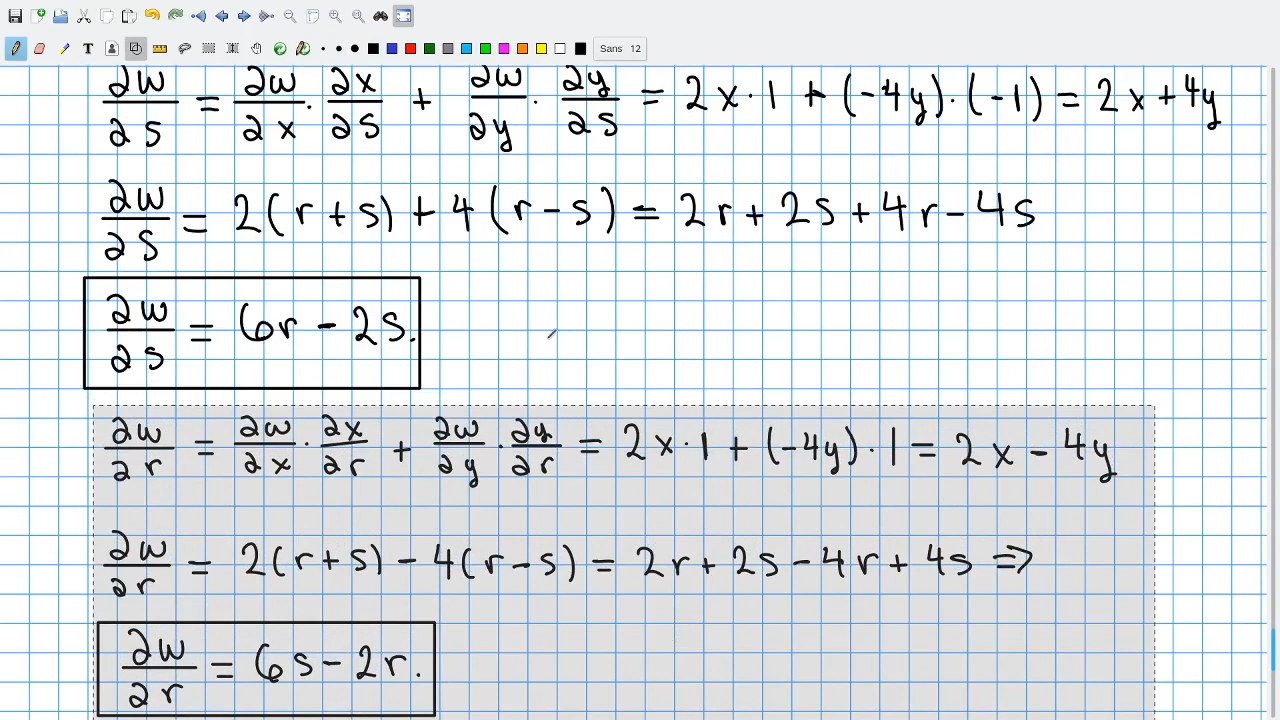 Sans 12
∂w/∂s = ∂w/∂x · ∂x/∂s + ∂w/∂y · ∂y/∂s = 2x · 1 + (-4y) · (-1) = 2x + 4y
∂w/∂s = 2(r + s) + 4(r - s) = 2r + 2s + 4r - 4s
∂w/∂s = 6r - 2s.
∂w/∂r = ∂w/∂x · ∂x/∂r + ∂w/∂y · ∂y/∂r = 2x · 1 + (-4y) · 1 = 2x - 4y
∂w/∂r = 2(r + s) - 4(r - s) = 2r + 2s - 4r + 4s ⇒
∂w/∂r = 6s - 2r.